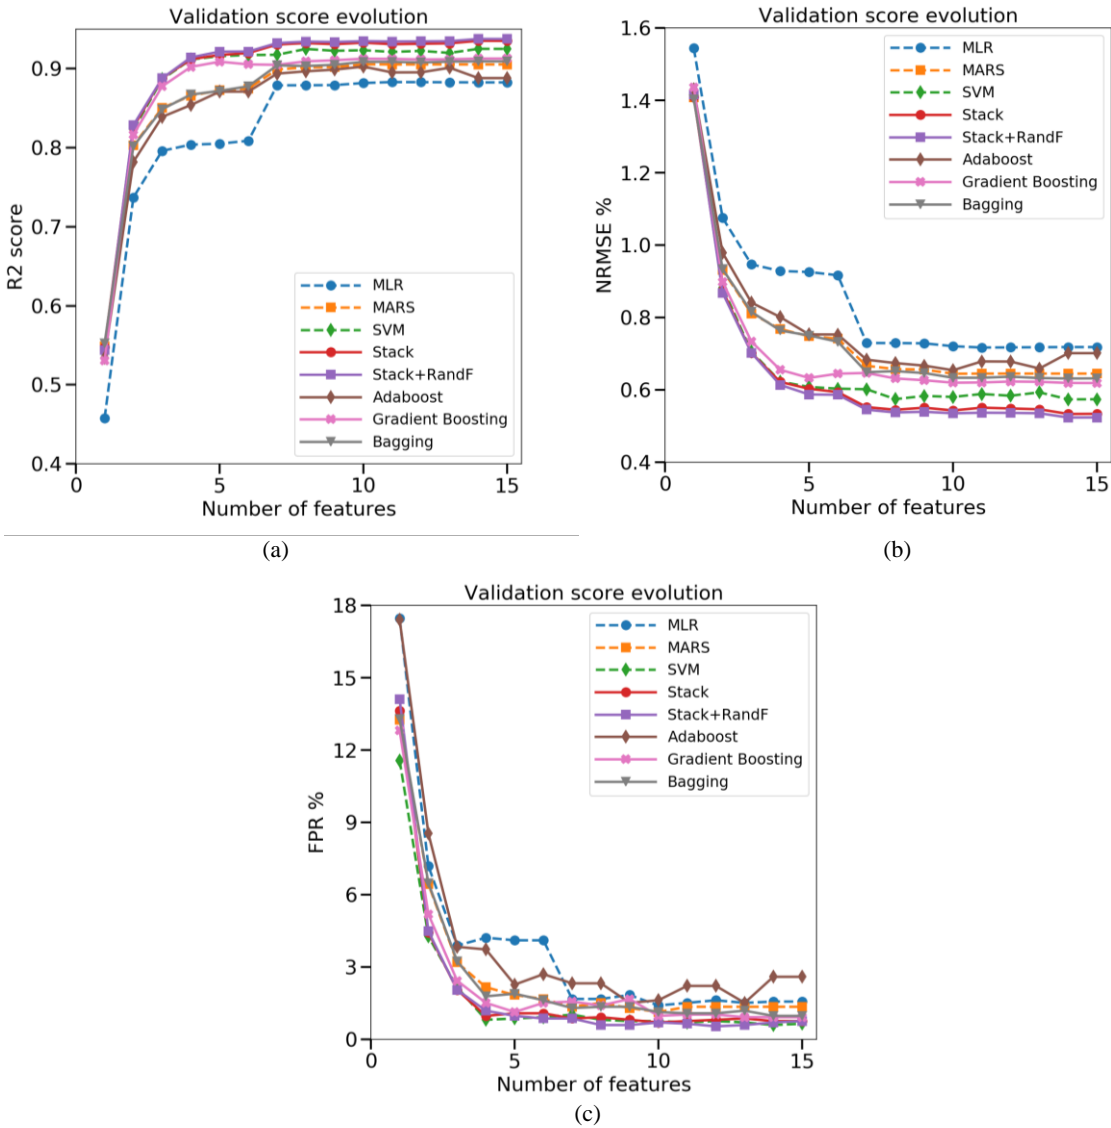 Validation score evolution
R2 score
0.9
0.8
0.7
0.6
0.5
0.4
MLR
MARS
SVM
Stack
Stack+RandF
Adaboost
Gradient Boosting
Bagging
0 5 10 15
Number of features
(a)
Validation score evolution
NRMSE %
1.6
1.4
1.2
1.0
0.8
0.6
0.4
MLR
MARS
SVM
Stack
Stack+RandF
Adaboost
Gradient Boosting
Bagging
0 5 10 15
Number of features
(b)
Validation score evolution
FPR %
18
15
12
9
6
3
0
MLR
MARS
SVM
Stack
Stack+RandF
Adaboost
Gradient Boosting
Bagging
0 5 10 15
Number of features
(c)